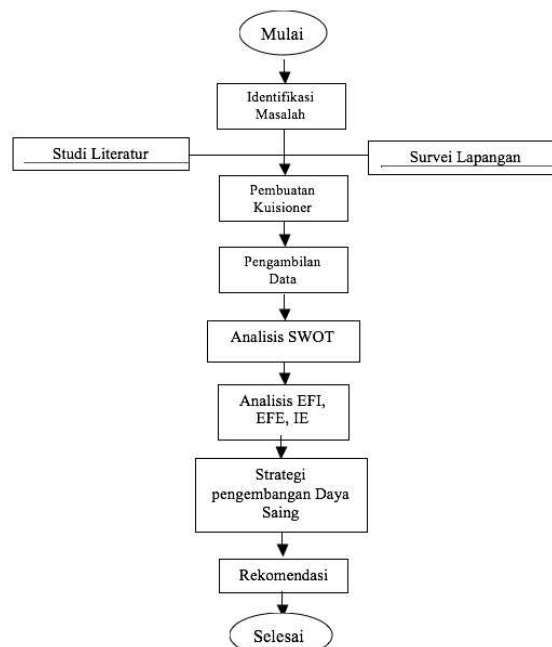 Mulai
Identifikasi
Masalah
Studi Literatur
Survei Lapangan
Pembuatan
Kuisioner
Pengambilan
Data
Analisis SWOT
Analisis EFI,
EFE, IE
Strategi
pengembangan Daya
Saing
Rekomendasi
Selesai